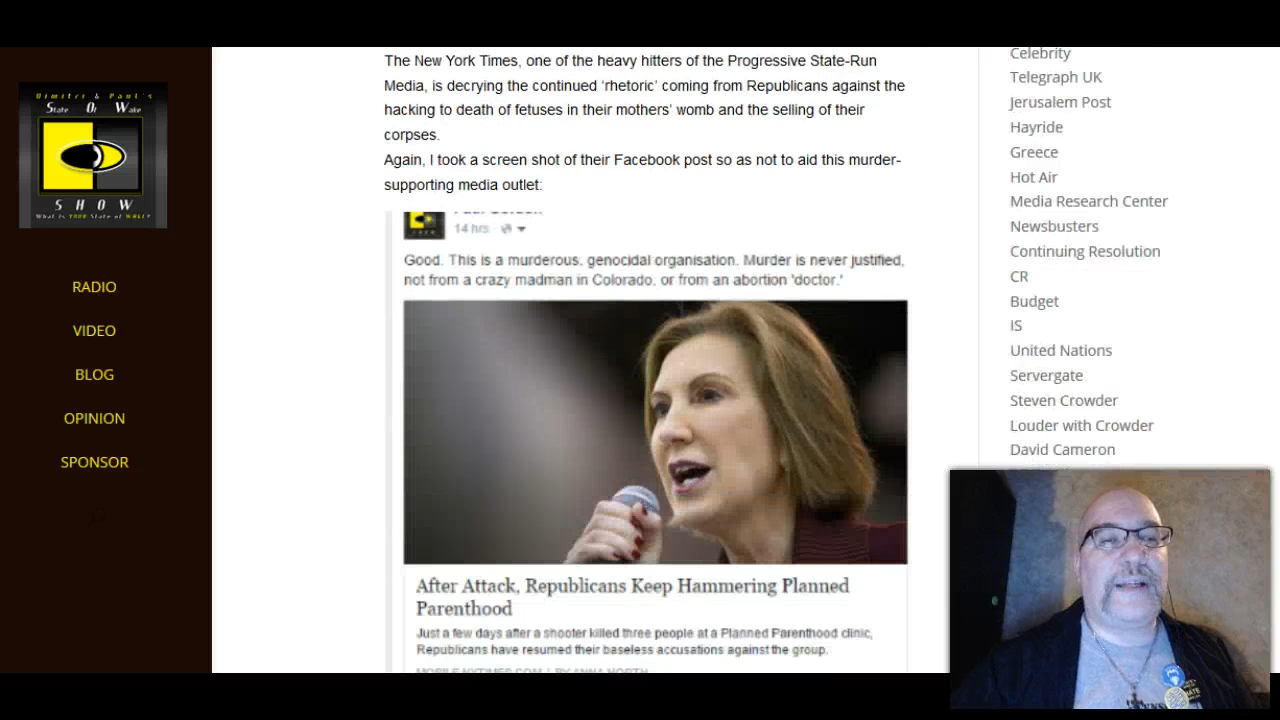 Dimitri & Paul's
State Of Wake
SHOW
What Is YOUR State of WAKE?
RADIO
VIDEO
BLOG
OPINION
SPONSOR
The New York Times, one of the heavy hitters of the Progressive State-Run
Media, is decrying the continued ‘rhetoric’ coming from Republicans against the
hacking to death of fetuses in their mothers’ womb and the selling of their
corpses.
Again, I took a screen shot of their Facebook post so as not to aid this murder-
supporting media outlet:
14 hrs
Good. This is a murderous, genocidal organisation. Murder is never justified,
not from a crazy madman in Colorado, or from an abortion 'doctor.'
After Attack, Republicans Keep Hammering Planned
Parenthood
Just a few days after a shooter killed three people at a Planned Parenthood clinic,
Republicans have resumed their baseless accusations against the group.
Celebrity
Telegraph UK
Jerusalem Post
Hayride
Greece
Hot Air
Media Research Center
Newsbusters
Continuing Resolution
CR
Budget
IS
United Nations
Servergate
Steven Crowder
Louder with Crowder
David Cameron